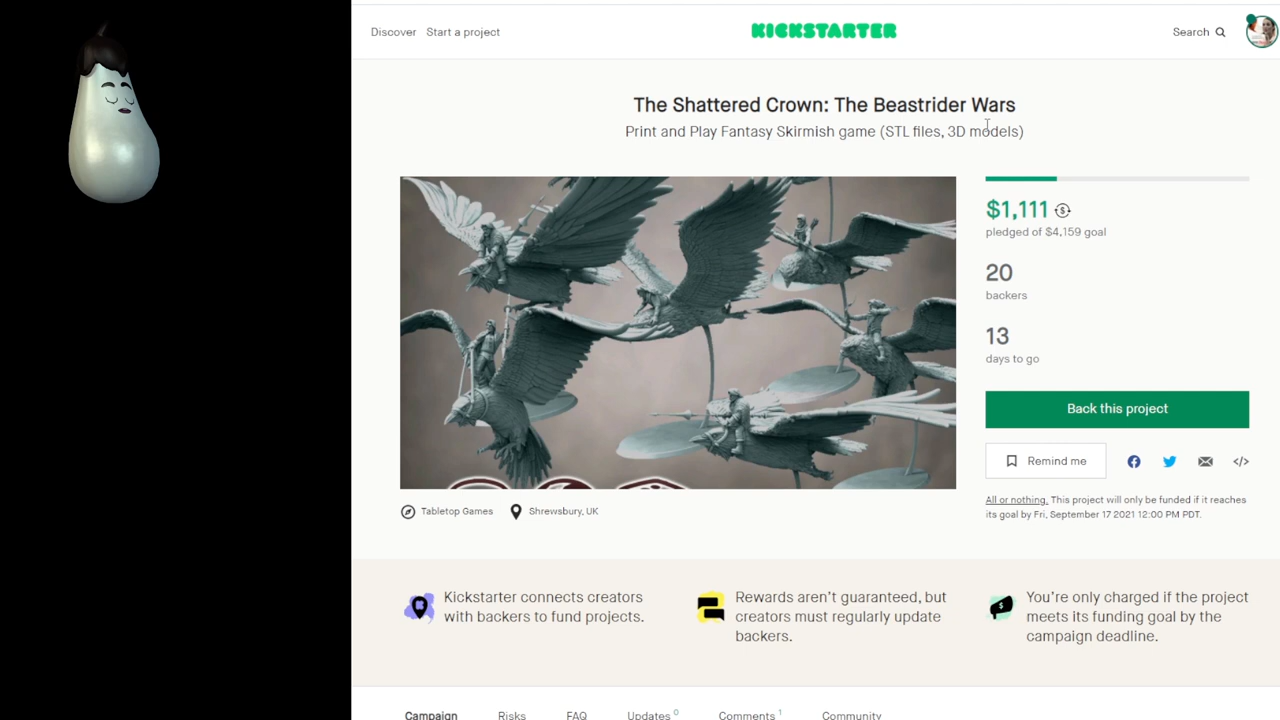 Discover Start a project
KICKSTARTER
Search
The Shattered Crown: The Beastrider Wars
Print and Play Fantasy Skirmish game (STL files, 3D models)
$1,111
pledged of $4,159 goal
20
backers
13
days to go
Back this project
Remind me
All or nothing. This project will only be funded if it reaches
its goal by Fri, September 17 2021 12:00 PM PDT.
Tabletop Games Shrewsbury, UK
Kickstarter connects creators
with backers to fund projects.
Rewards aren't guaranteed, but
creators must regularly update
backers.
You're only charged if the project
meets its funding goal by the
campaign deadline.
Campaign Risks FAQ Updates 0 Comments 1 Community